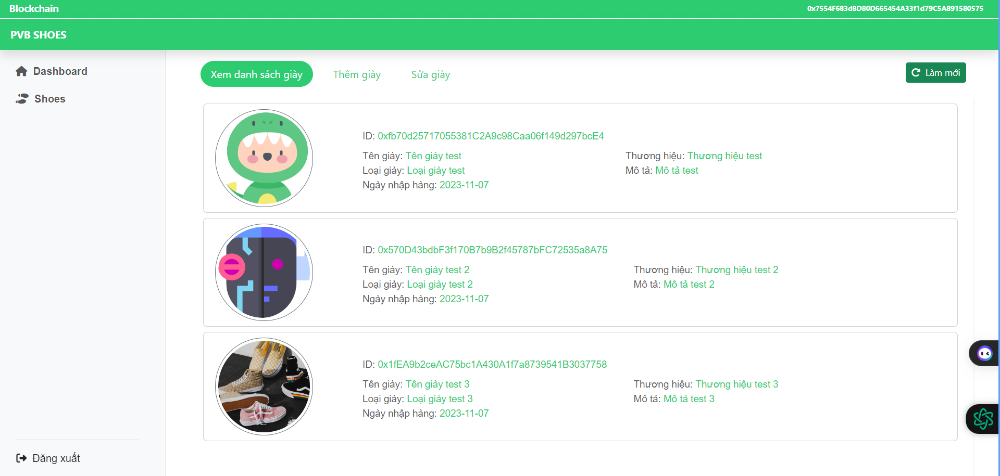 Blockchain
0x7554F683d8D80D665454A33f1d79C5A891580575
PVB SHOES
Dashboard
Shoes
Đăng xuất
Xem danh sách giày
Thêm giày
Sửa giày
Làm mới
ID: 0xfb70d25717055381C2A9c98Caa06f149d297bcE4
Tên giày: Tên giày test
Loại giày: Loại giày test
Ngày nhập hàng: 2023-11-07
Thương hiệu: Thương hiệu test
Mô tả: Mô tả test
ID: 0x570D43bdbF3f170B7b9B2f45787bFC72535a8A75
Tên giày: Tên giày test 2
Loại giày: Loại giày test 2
Ngày nhập hàng: 2023-11-07
Thương hiệu: Thương hiệu test 2
Mô tả: Mô tả test 2
ID: 0x1fEA9b2ceAC75bc1A430A1f7a8739541B3037758
Tên giày: Tên giày test 3
Loại giày: Loại giày test 3
Ngày nhập hàng: 2023-11-07
Thương hiệu: Thương hiệu test 3
Mô tả: Mô tả test 3